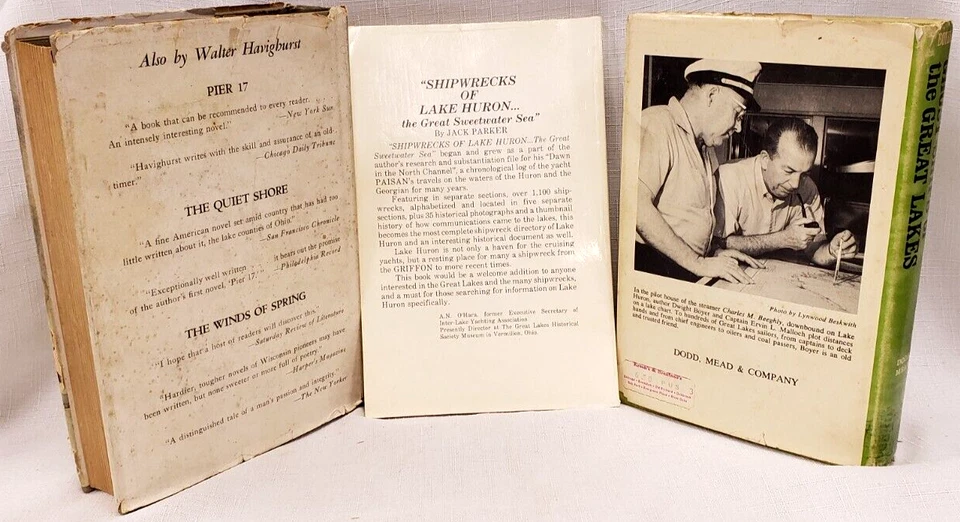 Also by Walter Havighurst
PIER 17
"A book that can be recommended to every reader.
An intensely interesting novel."
—New York Sun
"Havighurst writes with the skill and assurance of an old
timer."
—Chicago Daily Tribune
THE QUIET SHORE
"A fine American novel set amid country that has had too
little written about it, the lake counties of Ohio."
—San Francisco Chronicle
"Exceptionally well written . . . it bears out the promise
of the author's first novel, 'Pier 17'."
—Philadelphia Record
THE WINDS OF SPRING
"I hope that a host of readers will discover this."
—Saturday Review of Literature
"Hardier, tougher novels of Wisconsin pioneers may have
been written, but none sweeter or more full of poetry."
—Harper's Magazine
"A distinguished tale of a man's passion and integrity."
—The New Yorker
"SHIPWRECKS
OF
LAKE HURON...
the Great Sweetwater Sea"
By JACK PARKER
"SHIPWRECKS OF LAKE HURON...The Great
Sweetwater Sea" began and grew as a part of the
author's research and substantiation file for his "Dawn
in the North Channel", a chronological log of the yacht
PAISAN's travels on the waters of the Huron and the
Georgian for many years.
Featuring in separate sections, over 1,100 ship-
wrecks, alphabetized and located in five separate
sections, plus 35 historical photographs and a thumbnail
history of how communications came to the lakes, this
becomes the most complete shipwreck directory of Lake
Huron and an interesting historical document as well.
Lake Huron is not only a haven for the cruising
yachts, but a resting place for many a shipwreck from
the GRIFFON to more recent times.
This book would be a welcome addition to anyone
interested in the Great Lakes and the many shipwrecks,
and a must for those searching for information on Lake
Huron specifically.
A.N. O'Hara, former Executive Secretary of
Inter-Lake Yachting Association
Presently Director at The Great Lakes Historical
Society Museum in Vermilion, Ohio.
Photo by Lynwood Beckwith
In the pilot house of the steamer Charles M. Beeghly, downbound on Lake
Huron, author Dwight Boyer and Captain Ervin L. Malloch plot distances
on a lake chart. To hundreds of Great Lakes sailors, from captains to deck
hands and from chief engineers to oilers and coal passers, Boyer is an old
and trusted friend.
DODD, MEAD & COMPANY
the GREAT LAKES